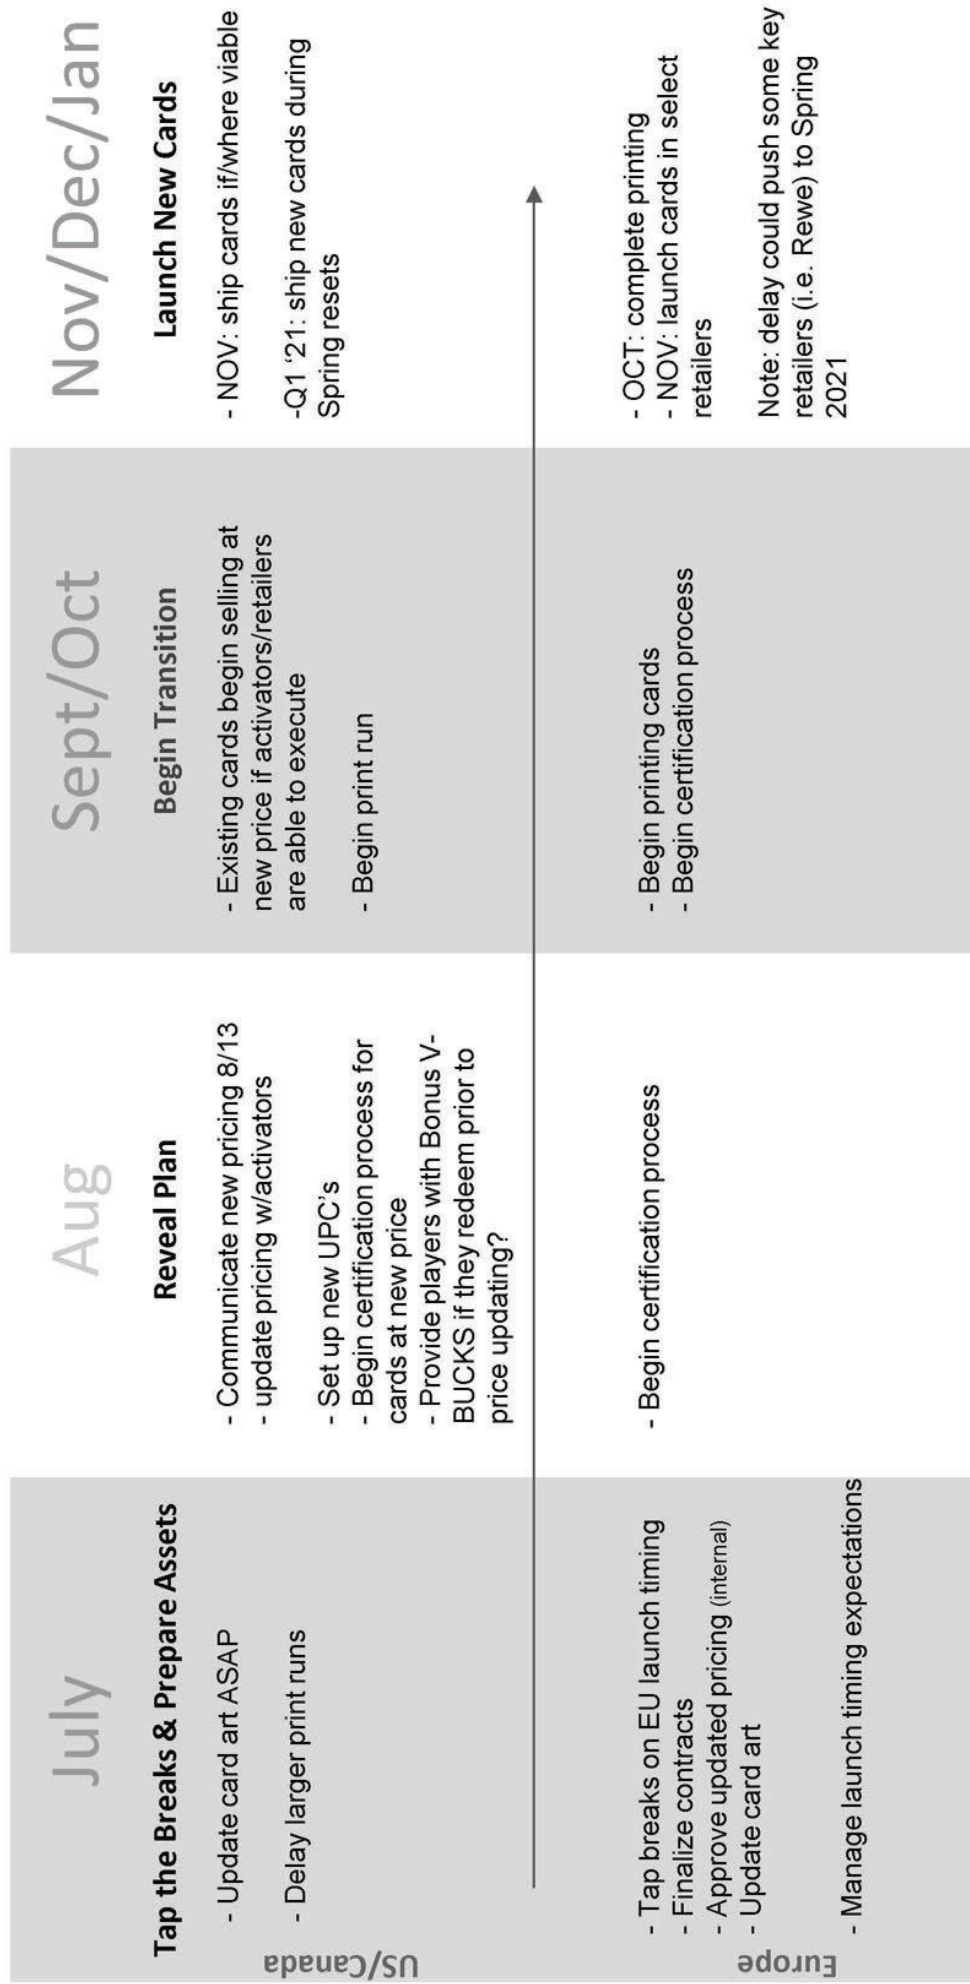 July
Tap the Breaks & Prepare Assets
US/Canada
- Update card art ASAP
- Delay larger print runs
Europe
- Tap breaks on EU launch timing
- Finalize contracts
- Approve updated pricing (internal)
- Update card art
- Manage launch timing expectations
Aug
Reveal Plan
- Communicate new pricing 8/13
- update pricing w/activators
- Set up new UPC's
- Begin certification process for
cards at new price
- Provide players with Bonus V-
BUCKS if they redeem prior to
price updating?
- Begin certification process
Sept/Oct
Begin Transition
- Existing cards begin selling at
new price if activators/retailers
are able to execute
- Begin print run
- Begin printing cards
- Begin certification process
Nov/Dec/Jan
Launch New Cards
- NOV: ship cards if/where viable
-Q1 ‘21: ship new cards during
Spring resets
- OCT: complete printing
- NOV: launch cards in select
retailers
Note: delay could push some key
retailers (i.e. Rewe) to Spring
2021